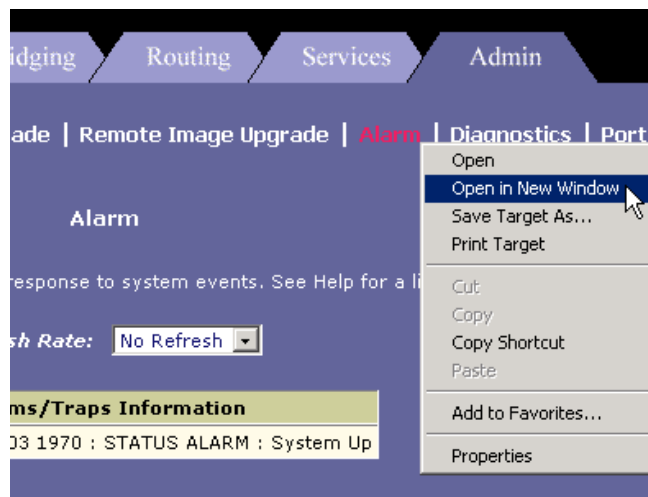 idging Routing Services Admin
ade | Remote Image Upgrade | Alarm | Diagnostics | Port
Open
Open in New Window
Save Target As...
Print Target
Cut
Copy
Copy Shortcut
Paste
Add to Favorites...
Properties
Alarm
response to system events. See Help for a li
sh Rate: No Refresh
ms/Traps Information
03 1970 : STATUS ALARM : System Up